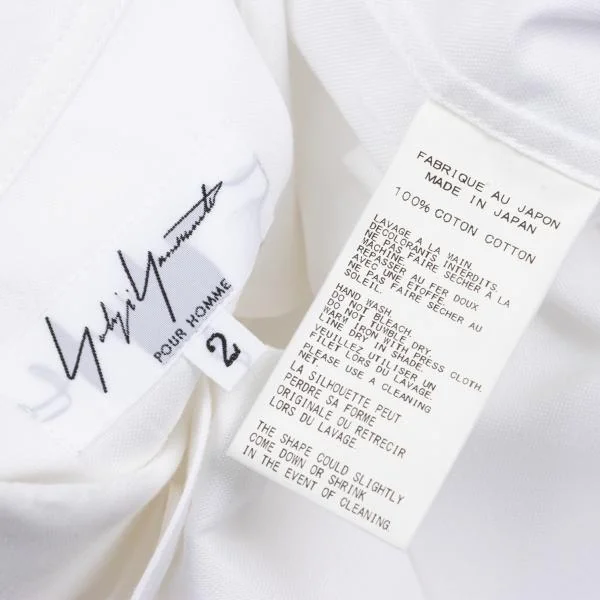 Yohji Yamamoto
POUR HOMME
2
FABRIQUE AU JAPON
MADE IN JAPAN
100% COTON COTTON
LAVAGE A LA MAIN
DECOLORANTS INTERDITS
NE PAS FAIRE SECHER A LA
MACHINE.
REPASSER AU FER DOUX
AVEC UNE ETOFFE.
NE PAS FAIRE SECHER AU
SOLEIL.
HAND WASH.
DO NOT BLEACH.
DO NOT TUMBLE DRY.
WARM IRON WITH PRESS CLOTH.
LINE DRY IN SHADE.
VEUILLEZ UTILISER UN
FILET LORS DU LAVAGE.
NET PLEASE USE A CLEANING
LA SILHOUETTE PEUT
PERDRE SA FORME
ORIGINALE OU RETRECIR
LORS DU LAVAGE.
THE SHAPE COULD SLIGHTLY
COME DOWN OR SHRINK
IN THE EVENT OF CLEANING